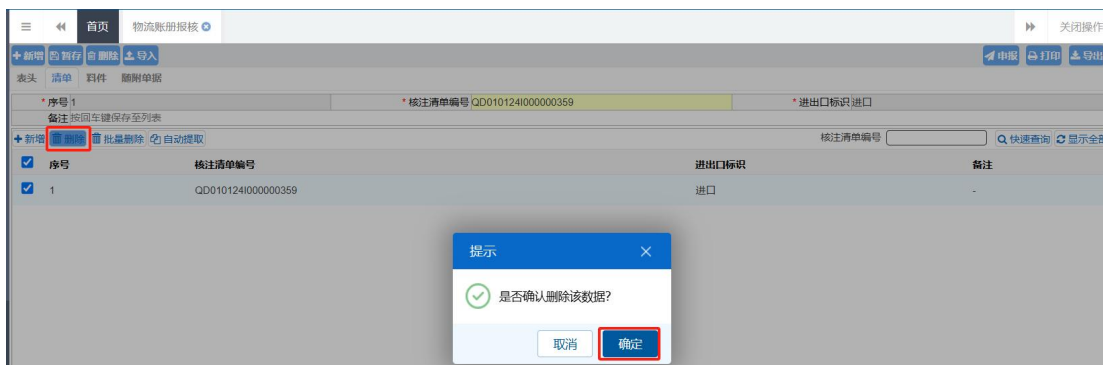 首页 物流账册报核 关闭操作
新增 暂存 删除 导入 申报 打印 导出
表头 清单 料件 随附单据
*序号 1 *核注清单编号 QD010124I000000359 *进出口标识 进口
备注 按回车键保存至列表
新增 删除 批量删除 自动提取 核注清单编号 快速查询 显示全部
序号 核注清单编号 进出口标识 备注
1 QD010124I000000359 进口 -
提示
是否确认删除该数据?
取消 确定